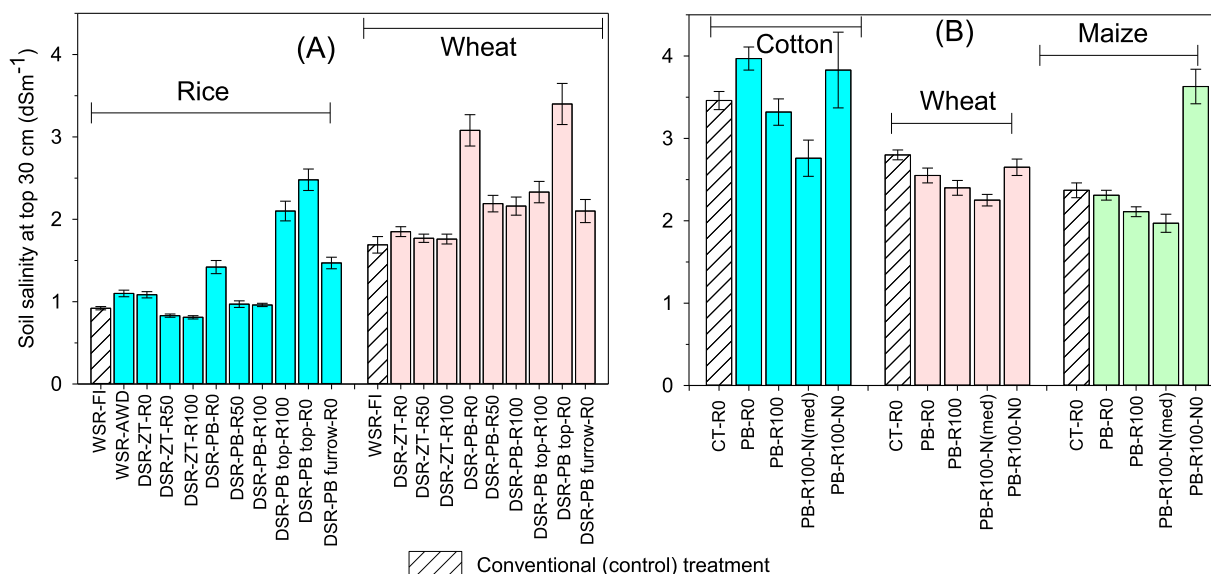 Soil salinity at top 30 cm (dSm⁻¹)
4
3
2
1
0
(A)
Rice
Wheat
WSR-FI
WSR-AWD
DSR-ZT-R0
DSR-ZT-R50
DSR-ZT-R100
DSR-PB-R0
DSR-PB-R50
DSR-PB-R100
DSR-PB top-R100
DSR-PB top-R0
DSR-PB furrow-R0
WSR-FI
DSR-ZT-R0
DSR-ZT-R50
DSR-ZT-R100
DSR-PB-R0
DSR-PB-R50
DSR-PB-R100
DSR-PB top-R100
DSR-PB top-R0
DSR-PB furrow-R0
4
3
2
1
0
(B)
Cotton
Wheat
Maize
CT-R0
PB-R0
PB-R100
PB-R100-N(med)
PB-R100-N0
CT-R0
PB-R0
PB-R100
PB-R100-N(med)
PB-R100-N0
CT-R0
PB-R0
PB-R100
PB-R100-N(med)
PB-R100-N0
Conventional (control) treatment